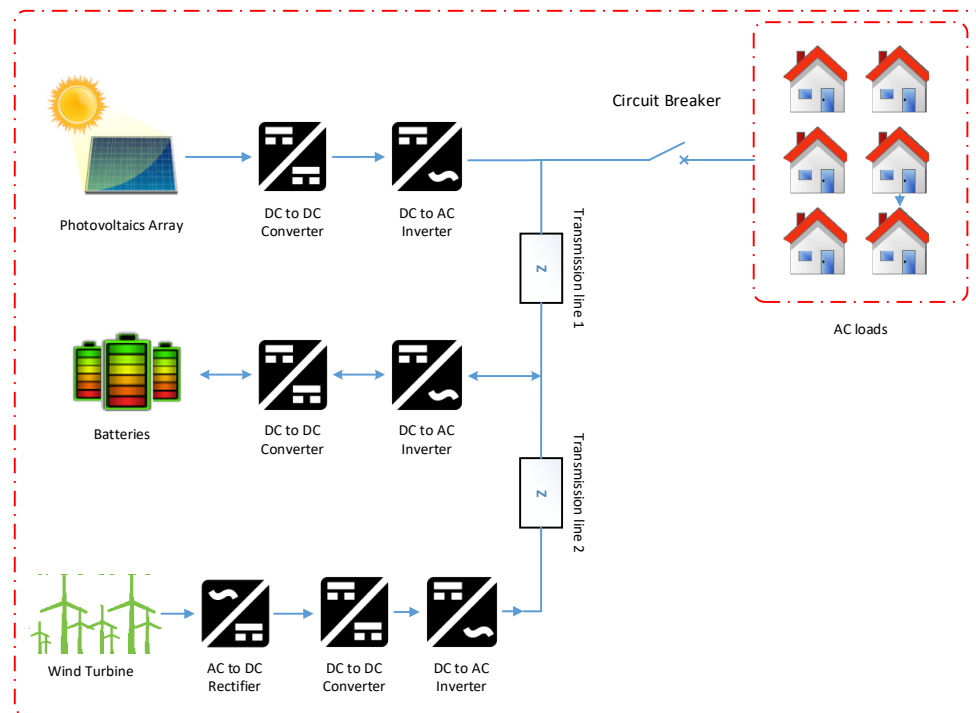 Circuit Breaker
Photovoltaics Array
DC to DC
Converter
DC to AC
Inverter
Transmission line 1
Z
AC loads
Batteries
DC to DC
Converter
DC to AC
Inverter
Transmission line 2
Z
Wind Turbine
AC to DC
Rectifier
DC to DC
Converter
DC to AC
Inverter